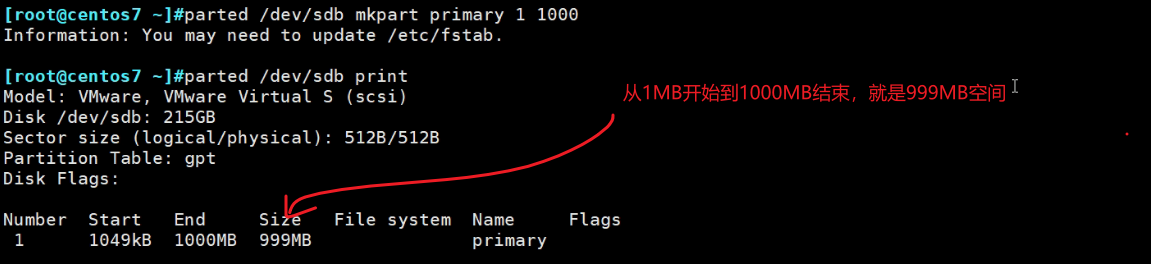 [root@centos7 ~]#parted /dev/sdb mkpart primary 1 1000
Information: You may need to update /etc/fstab.
[root@centos7 ~]#parted /dev/sdb print
Model: VMware, VMware Virtual S (scsi)
从1MB开始到1000MB结束，就是999MB空间
Disk /dev/sdb: 215GB
Sector size (logical/physical): 512B/512B
Partition Table: gpt
Disk Flags:
Number  Start   End     Size    File system  Name     Flags
 1      1049kB  1000MB  999MB                primary